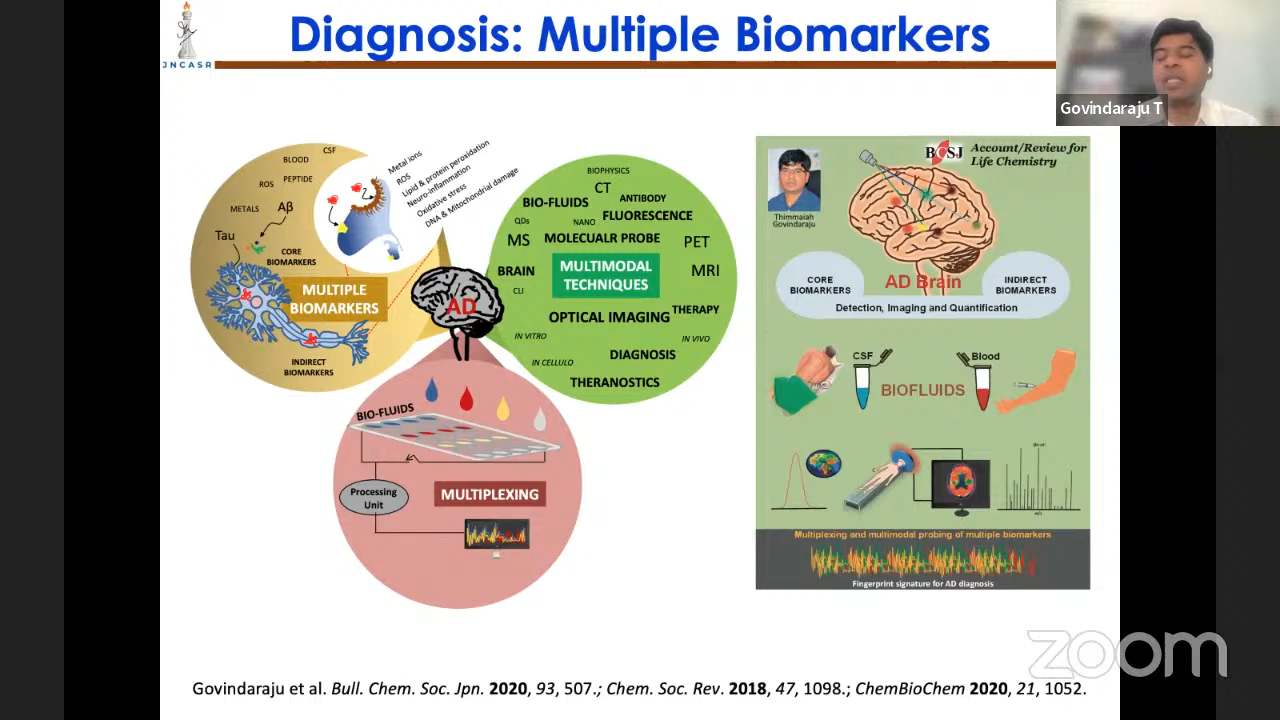 Diagnosis: Multiple Biomarkers
JNCASR
Govindaraju T
CSF
BLOOD
PEPTIDE
ROS
METALS
Aβ
Tau
CORE
BIOMARKERS
MULTIPLE
BIOMARKERS
INDIRECT
BIOMARKERS
Metal ions
ROS
Lipid & protein peroxidation
Neuro-inflammation
Oxidative stress
DNA & Mitochondrial damage
AD
BIOPHYSICS
CT
ANTIBODY
BIO-FLUIDS
FLUORESCENCE
QDs
NANO
MS
MOLECUALR PROBE
PET
BRAIN
MULTIMODAL
TECHNIQUES
MRI
CLI
OPTICAL IMAGING
THERAPY
IN VITRO
IN VIVO
DIAGNOSIS
IN CELLULO
THERANOSTICS
BIO-FLUIDS
Processing
Unit
MULTIPLEXING
BCSJ
Account/Review for
Life Chemistry
Thimmaiah
Govindaraju
CORE
BIOMARKERS
AD Brain
INDIRECT
BIOMARKERS
Detection, Imaging and Quantification
CSF
Blood
BIOFLUIDS
m/z
Multiplexing and multimodal probing of multiple biomarkers
Fingerprint signature for AD diagnosis
zoom
Govindaraju et al. Bull. Chem. Soc. Jpn. 2020, 93, 507.; Chem. Soc. Rev. 2018, 47, 1098.; ChemBioChem 2020, 21, 1052.